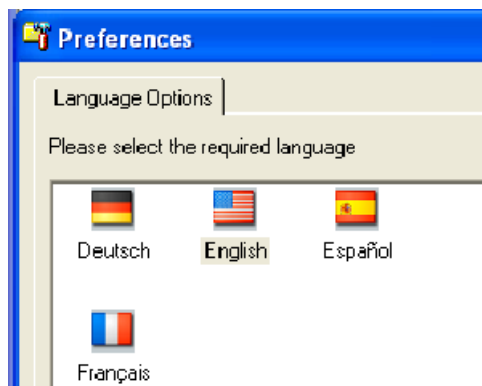 Preferences
Language Options
Please select the required language
Deutsch English Español
Français